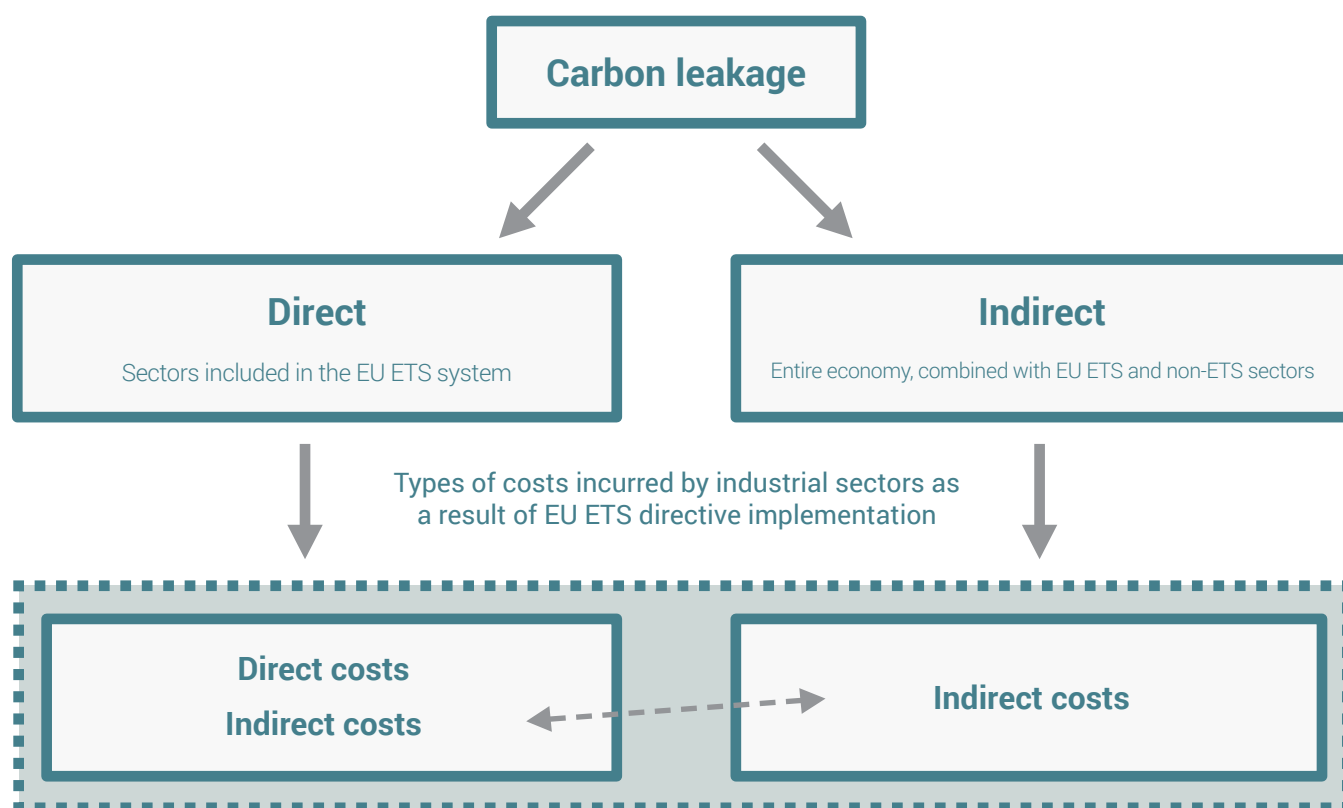 Carbon leakage
Direct
Sectors included in the EU ETS system
Indirect
Entire economy, combined with EU ETS and non-ETS sectors
Types of costs incurred by industrial sectors as
a result of EU ETS directive implementation
Direct costs
Indirect costs
Indirect costs